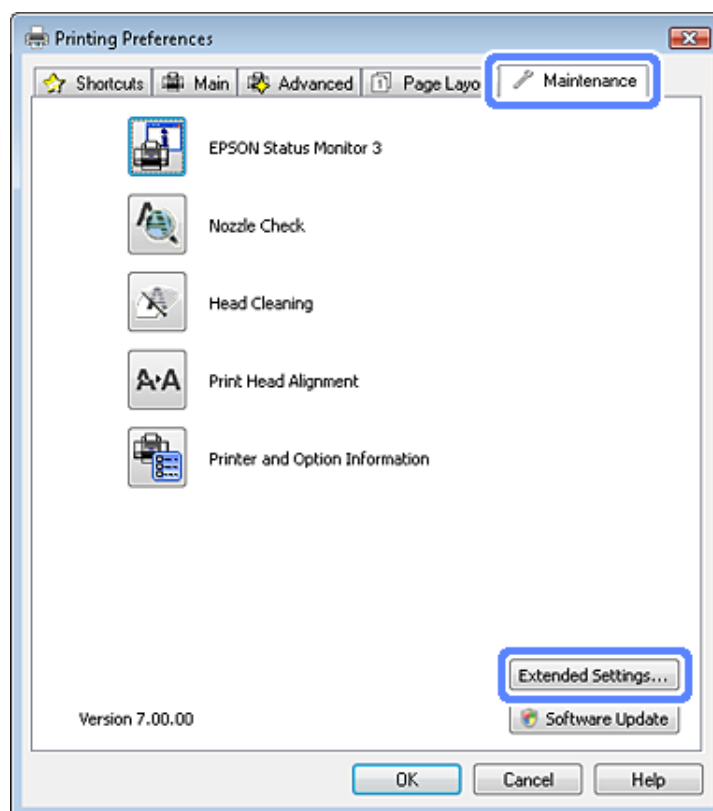 Printing Preferences
Shortcuts Main Advanced 1 Page Layo Maintenance
EPSON Status Monitor 3
Nozzle Check
Head Cleaning
A A Print Head Alignment
Printer and Option Information
Extended Settings...
Version 7.00.00 Software Update
OK Cancel Help